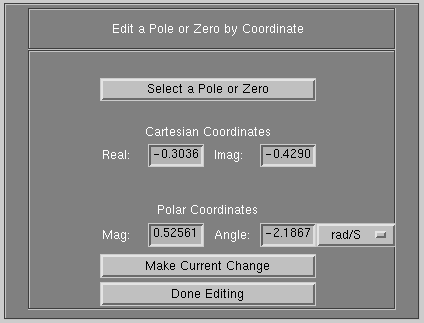 Edit a Pole or Zero by Coordinate
Select a Pole or Zero
Cartesian Coordinates
Real: -0.3036 Imag: -0.4290
Polar Coordinates
Mag: 0.52561 Angle: -2.1867 rad/S
Make Current Change
Done Editing